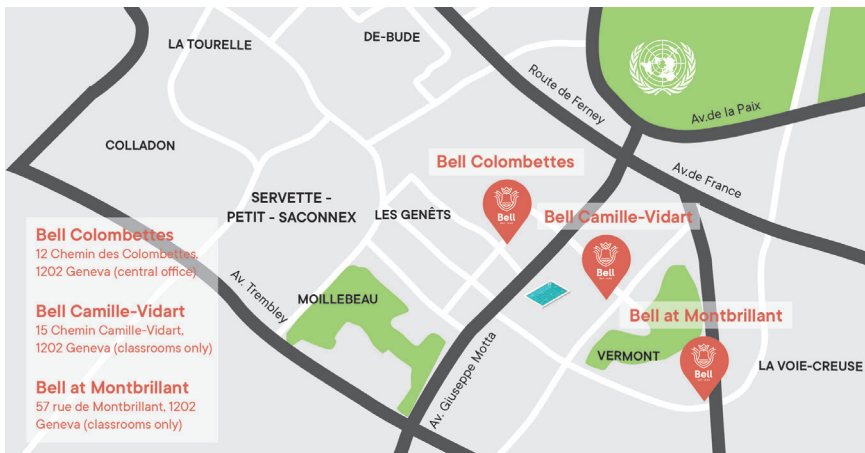 LA TOURELLE
DE-BUDE
Route de Ferney
Av.de la Paix
COLLADON
Bell Colombettes
Bell
Av.de France
SERVETTE -
PETIT - SACONNEX
LES GENÊTS
Bell Camille-Vidart
Bell
Bell Colombettes
12 Chemin des Colombettes,
1202 Geneva (central office)
Bell Camille-Vidart
15 Chemin Camille-Vidart,
1202 Geneva (classrooms only)
Bell at Montbrillant
57 rue de Montbrillant, 1202
Geneva (classrooms only)
Av. Trembley
MOILLEBEAU
Av. Giuseppe Motta
Bell at Montbrillant
VERMONT
Bell
LA VOIE-CREUSE